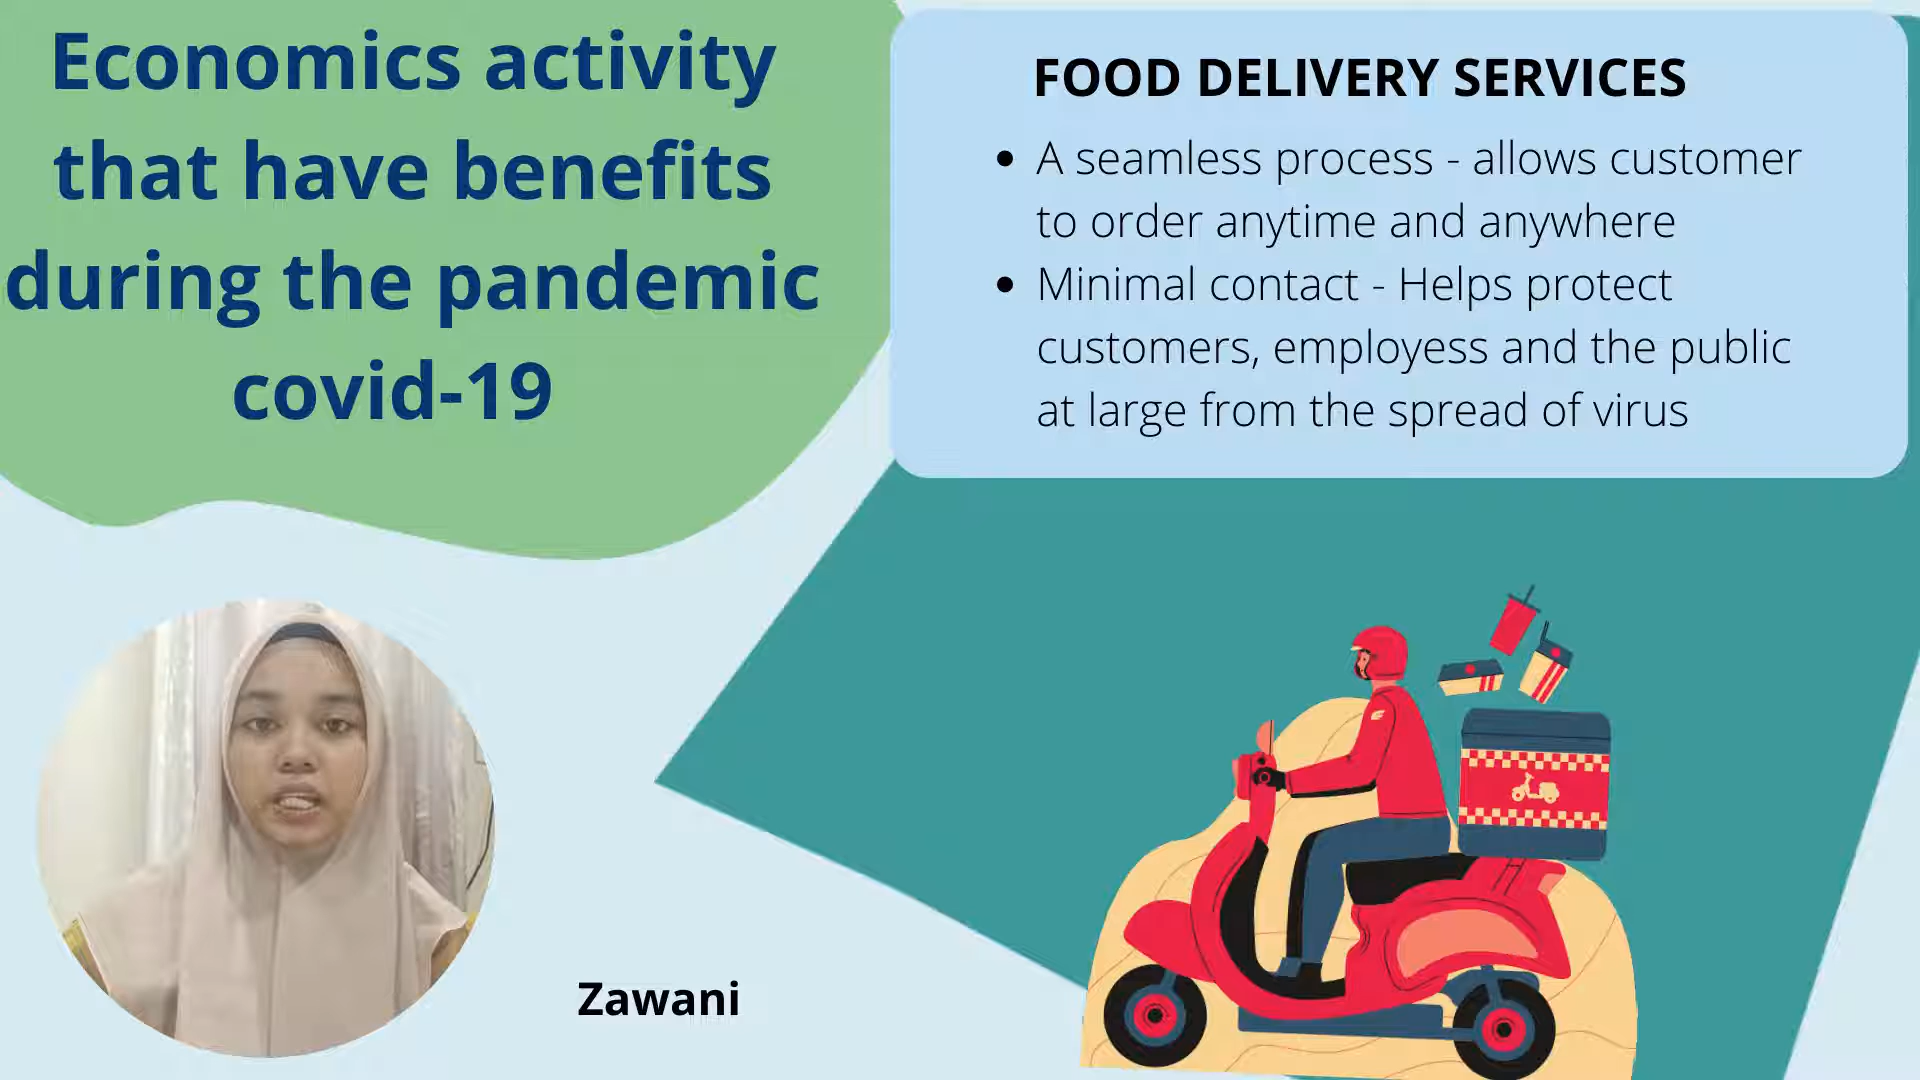 Economics activity
that have benefits
during the pandemic
covid-19
FOOD DELIVERY SERVICES
• A seamless process - allows customer
to order anytime and anywhere
• Minimal contact - Helps protect
customers, employess and the public
at large from the spread of virus
Zawani